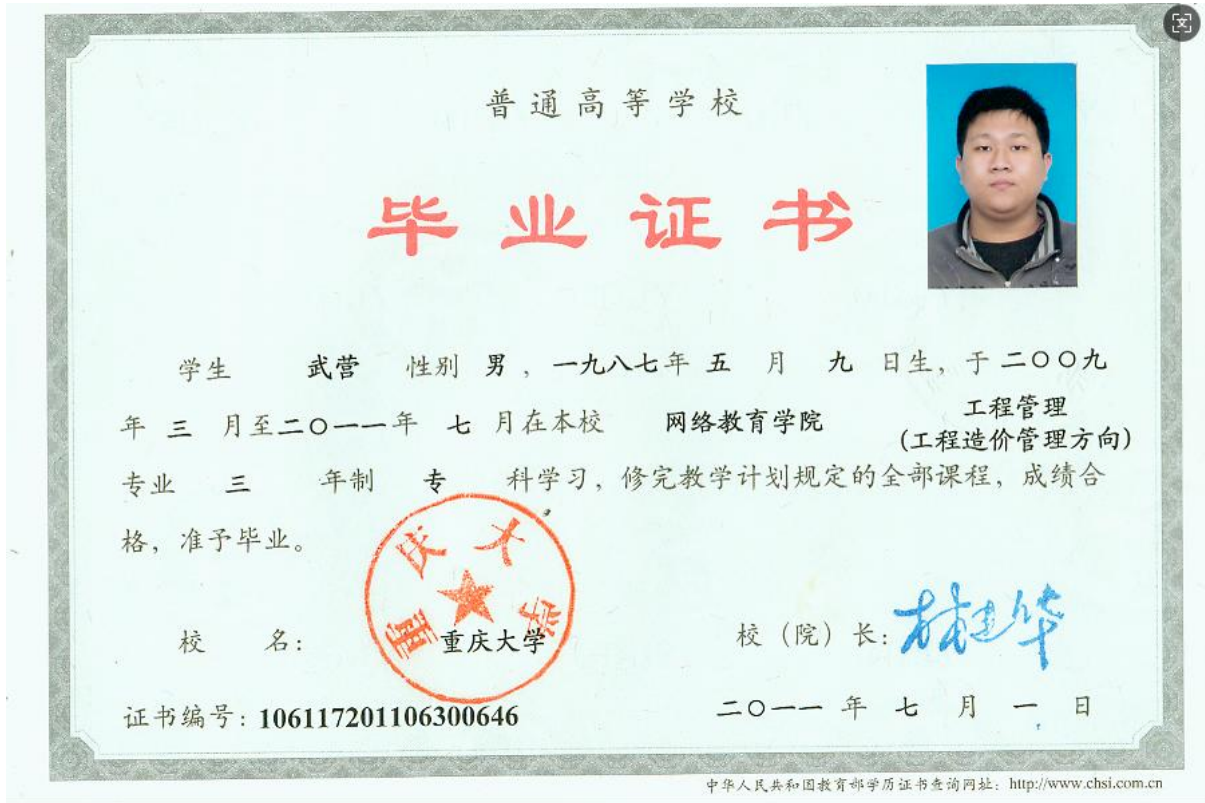 普通高等学校
毕业证书
学生 武营 性别 男 ，一九八七年 五 月 九 日生，于 二〇〇九
年 三 月至二〇一一年 七 月在本校 网络教育学院 工程管理
(工程造价管理方向)
专业 三 年制 专 科学习，修完教学计划规定的全部课程，成绩合
格，准予毕业。
重庆大学
校 名： 重庆大学 校（院）长：林建华
证书编号：106117201106300646 二〇一一 年 七 月 一 日
中华人民共和国教育部学历证书查询网址：http://www.chsi.com.cn